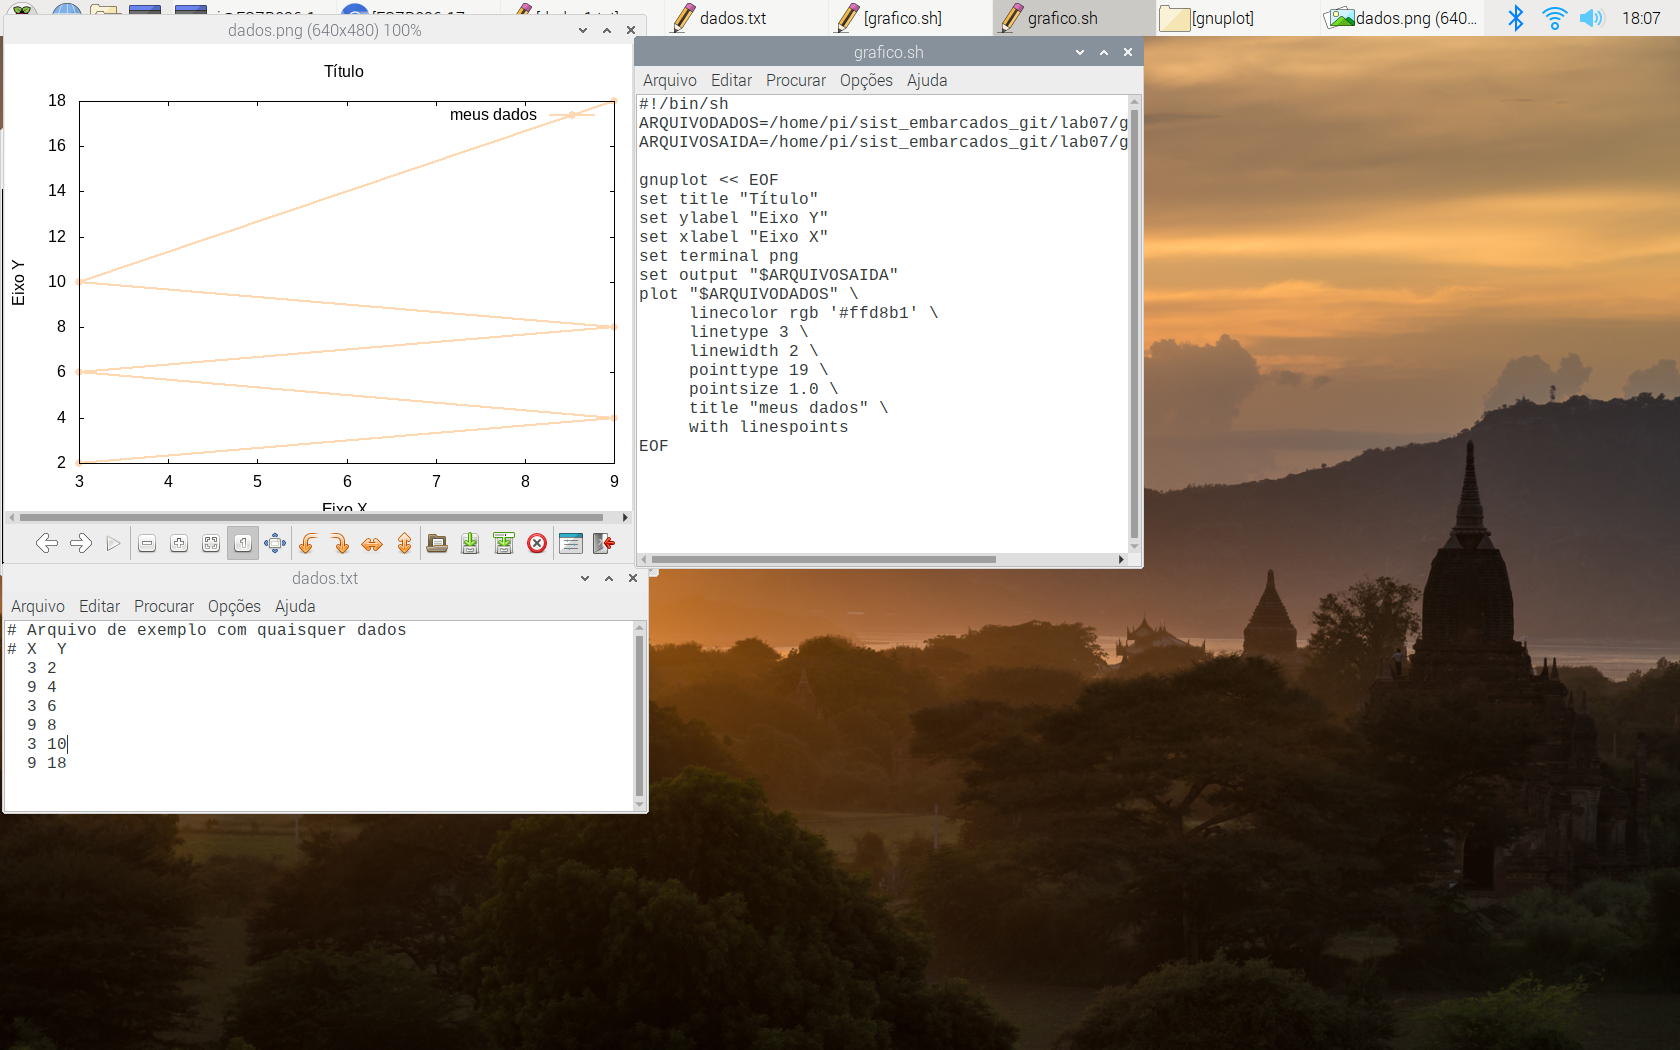 dados.txt
[grafico.sh]
grafico.sh
[gnuplot]
dados.png (640...
18:07
dados.png (640x480) 100%
Título
18
meus dados
16
14
12
10
8
6
4
2
Eixo Y
3 4 5 6 7 8 9
Eixo X
grafico.sh
Arquivo Editar Procurar Opções Ajuda
#!/bin/sh
ARQUIVODADOS=/home/pi/sist_embarcados_git/lab07/g
ARQUIVOSAIDA=/home/pi/sist_embarcados_git/lab07/g
gnuplot << EOF
set title "Título"
set ylabel "Eixo Y"
set xlabel "Eixo X"
set terminal png
set output "$ARQUIVOSAIDA"
plot "$ARQUIVODADOS" \
linecolor rgb '#ffd8b1' \
linetype 3 \
linewidth 2 \
pointtype 19 \
pointsize 1.0 \
title "meus dados" \
with linespoints
EOF
dados.txt
Arquivo Editar Procurar Opções Ajuda
# Arquivo de exemplo com quaisquer dados
# X Y
3 2
9 4
3 6
9 8
3 10
9 18